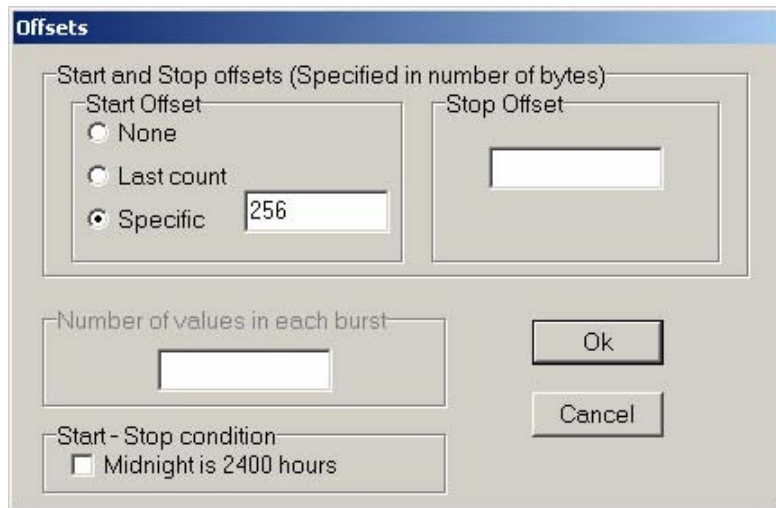 Offsets
Start and Stop offsets (Specified in number of bytes)
Start Offset
None
Last count
Specific
256
Stop Offset
Number of values in each burst
Ok
Cancel
Start - Stop condition
Midnight is 2400 hours